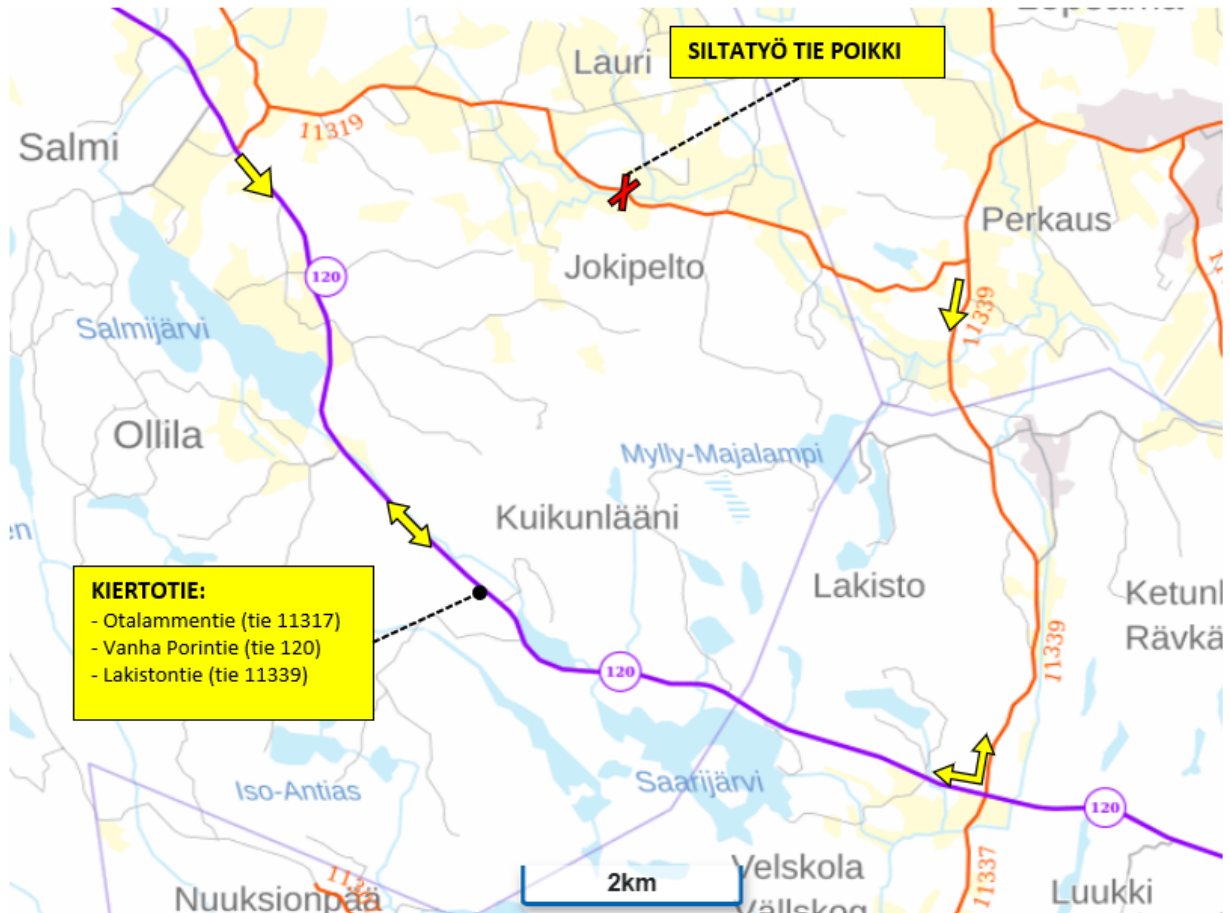 SILTATYÖ TIE POIKKI
Lauri
11319
Salmi
Perkaus
Jokipelto
120
11339
Salmijärvi
Ollila
Mylly-Majalampi
Kuikunlääni
Lakisto
KIERTOTIE:
- Otalammentie (tie 11317)
- Vanha Porintie (tie 120)
- Lakistontie (tie 11339)
11339
120
Saarijärvi
Iso-Antias
120
2km
Velskola
11337
Nuuksionpää
Luukki